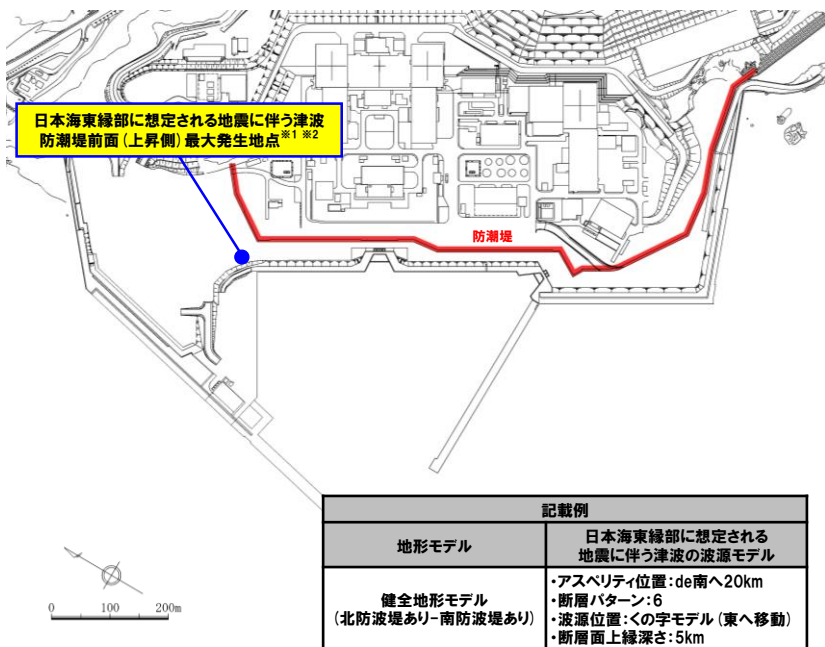 日本海東縁部に想定される地震に伴う津波
防潮堤前面(上昇側)最大発生地点※1 ※2
防潮堤
0 100 200m
記載例
地形モデル
日本海東縁部に想定される
地震に伴う津波の波源モデル
健全地形モデル
(北防波堤あり-南防波堤あり)
・アスペリティ位置:de南へ20km
・断層パターン:6
・波源位置:くの字モデル(東へ移動)
・断層面上縁深さ:5km